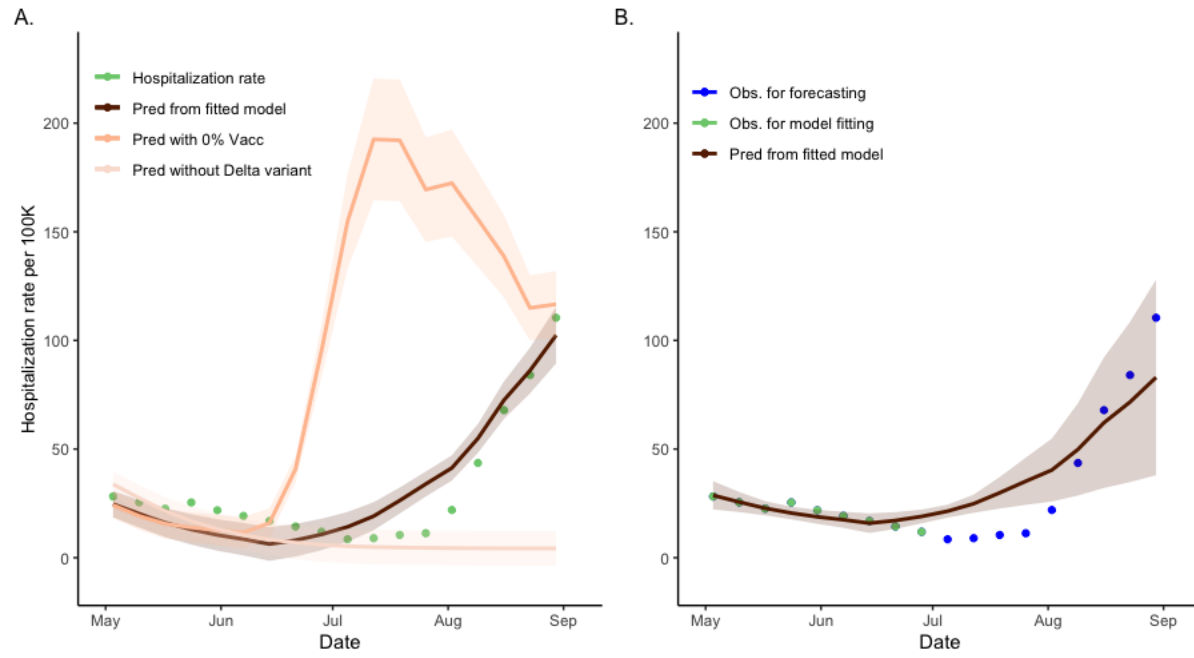 A.
Hospitalization rate
Pred from fitted model
Pred with 0% Vacc
Pred without Delta variant
Hospitalization rate per 100K
200
150
100
50
0
May
Jun
Jul
Aug
Sep
Date
B.
Obs. for forecasting
Obs. for model fitting
Pred from fitted model
200
150
100
50
0
May
Jun
Jul
Aug
Sep
Date